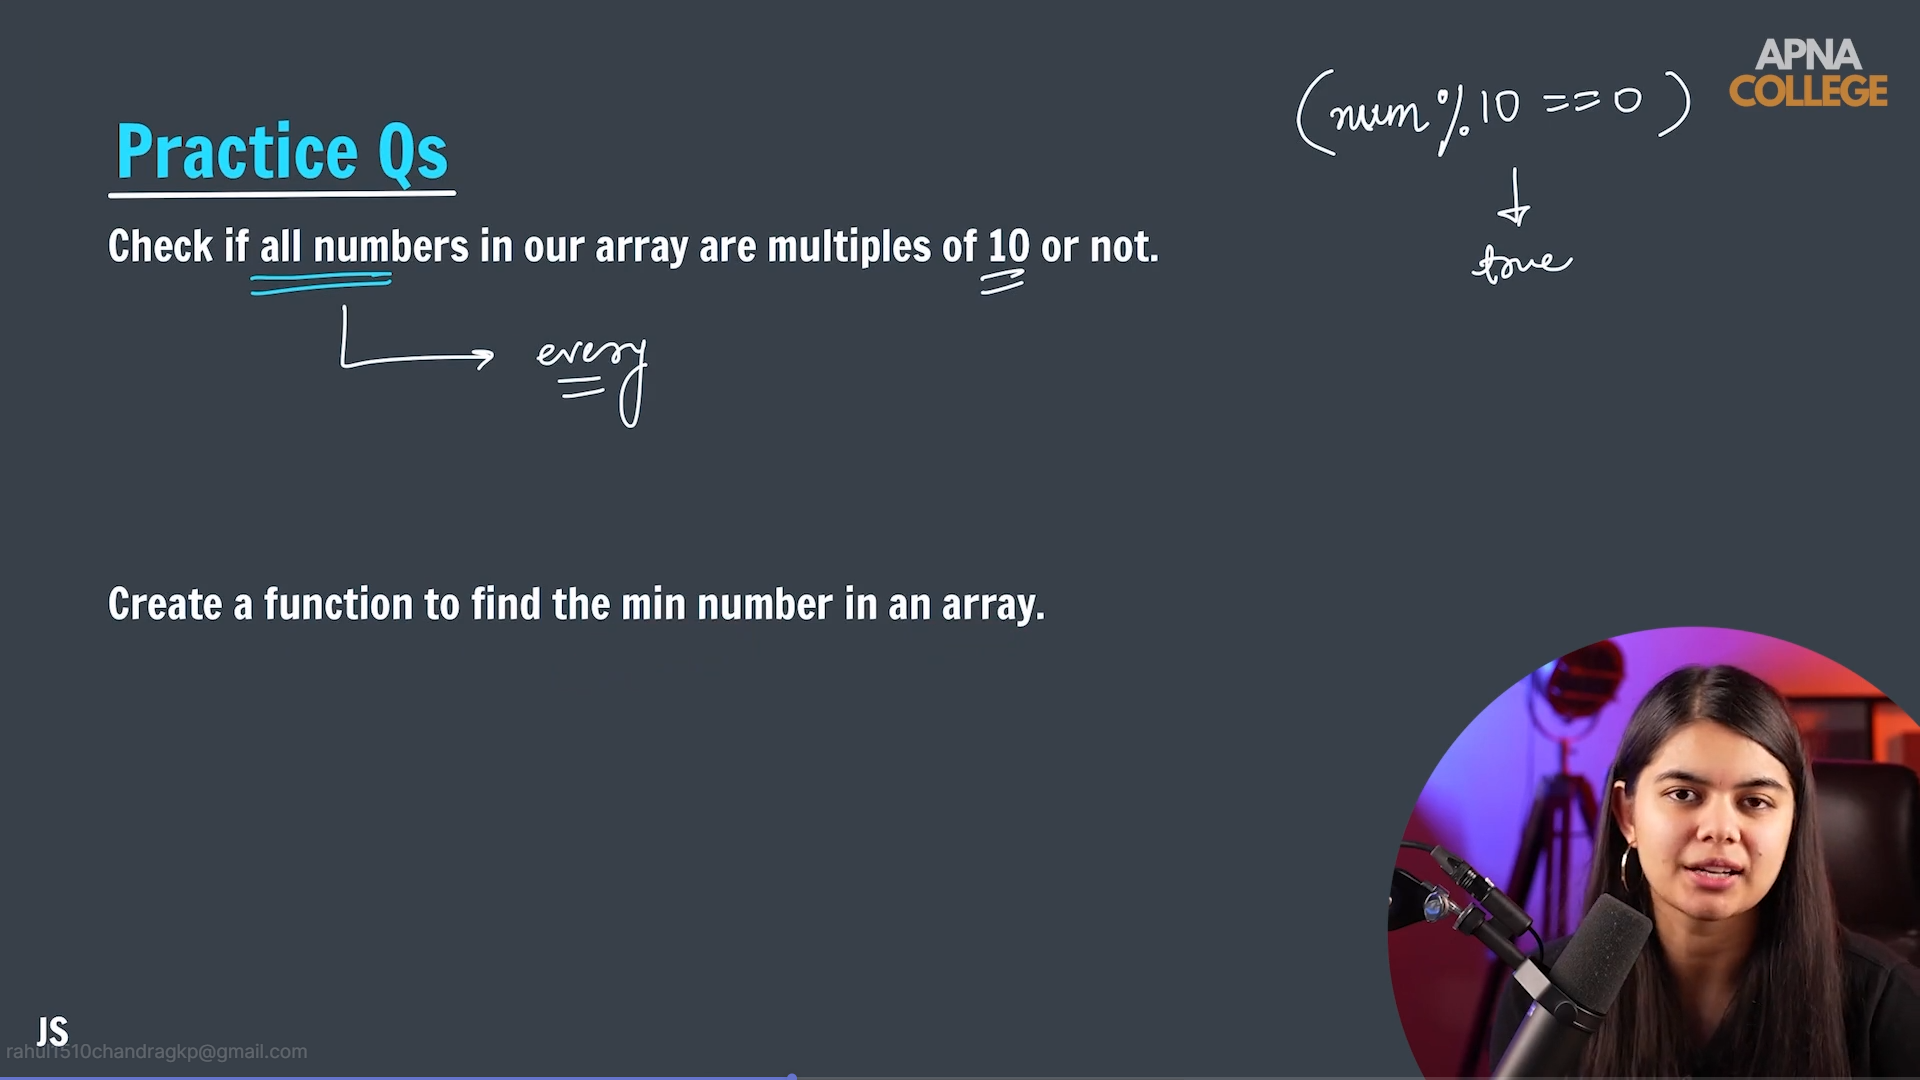 APNA
COLLEGE
(num % 10 == 0)
Practice Qs
Check if all numbers in our array are multiples of 10 or not.
true
every
Create a function to find the min number in an array.
JS
rahul1510chandragkp@gmail.com